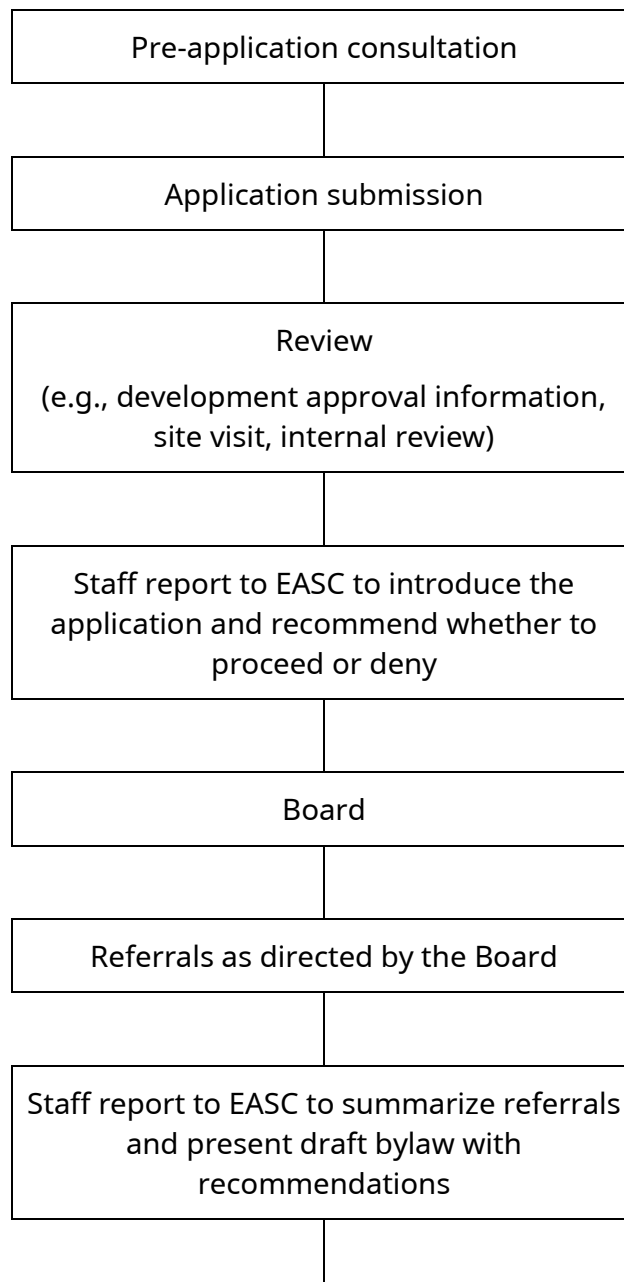 Pre-application consultation
Application submission
Review
(e.g., development approval information,
site visit, internal review)
Staff report to EASC to introduce the
application and recommend whether to
proceed or deny
Board
Referrals as directed by the Board
Staff report to EASC to summarize referrals
and present draft bylaw with
recommendations